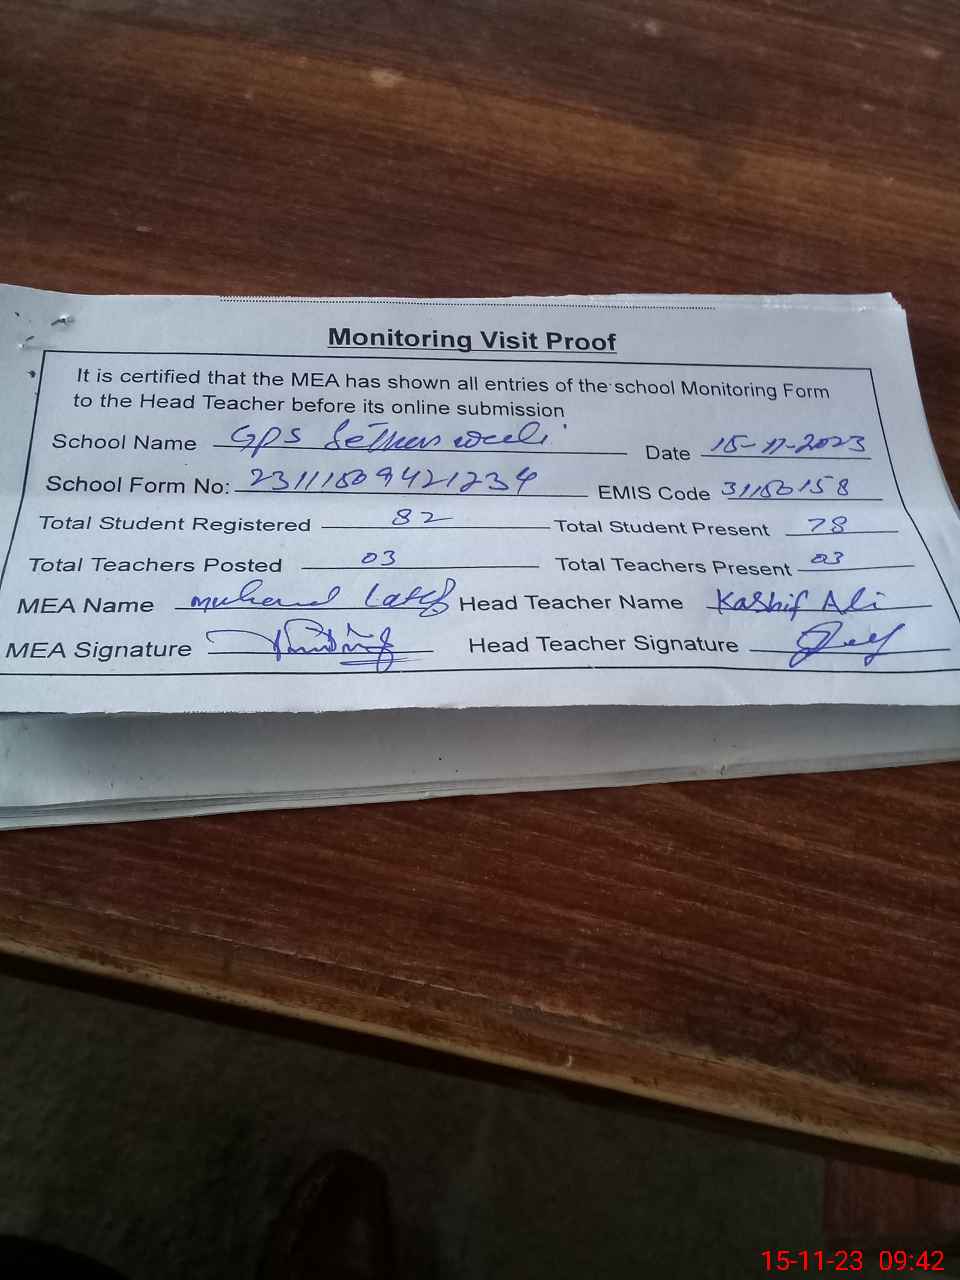 Monitoring Visit Proof
It is certified that the MEA has shown all entries of the school Monitoring Form
to the Head Teacher before its online submission
School Name GPS Date 15-11-2023
School Form No: 23111509421234 EMIS Code 31150158
Total Student Registered 82 Total Student Present 78
Total Teachers Posted 03 Total Teachers Present 03
MEA Name Latif Head Teacher Name Kashif Ali
MEA Signature Head Teacher Signature
15-11-23 09:42